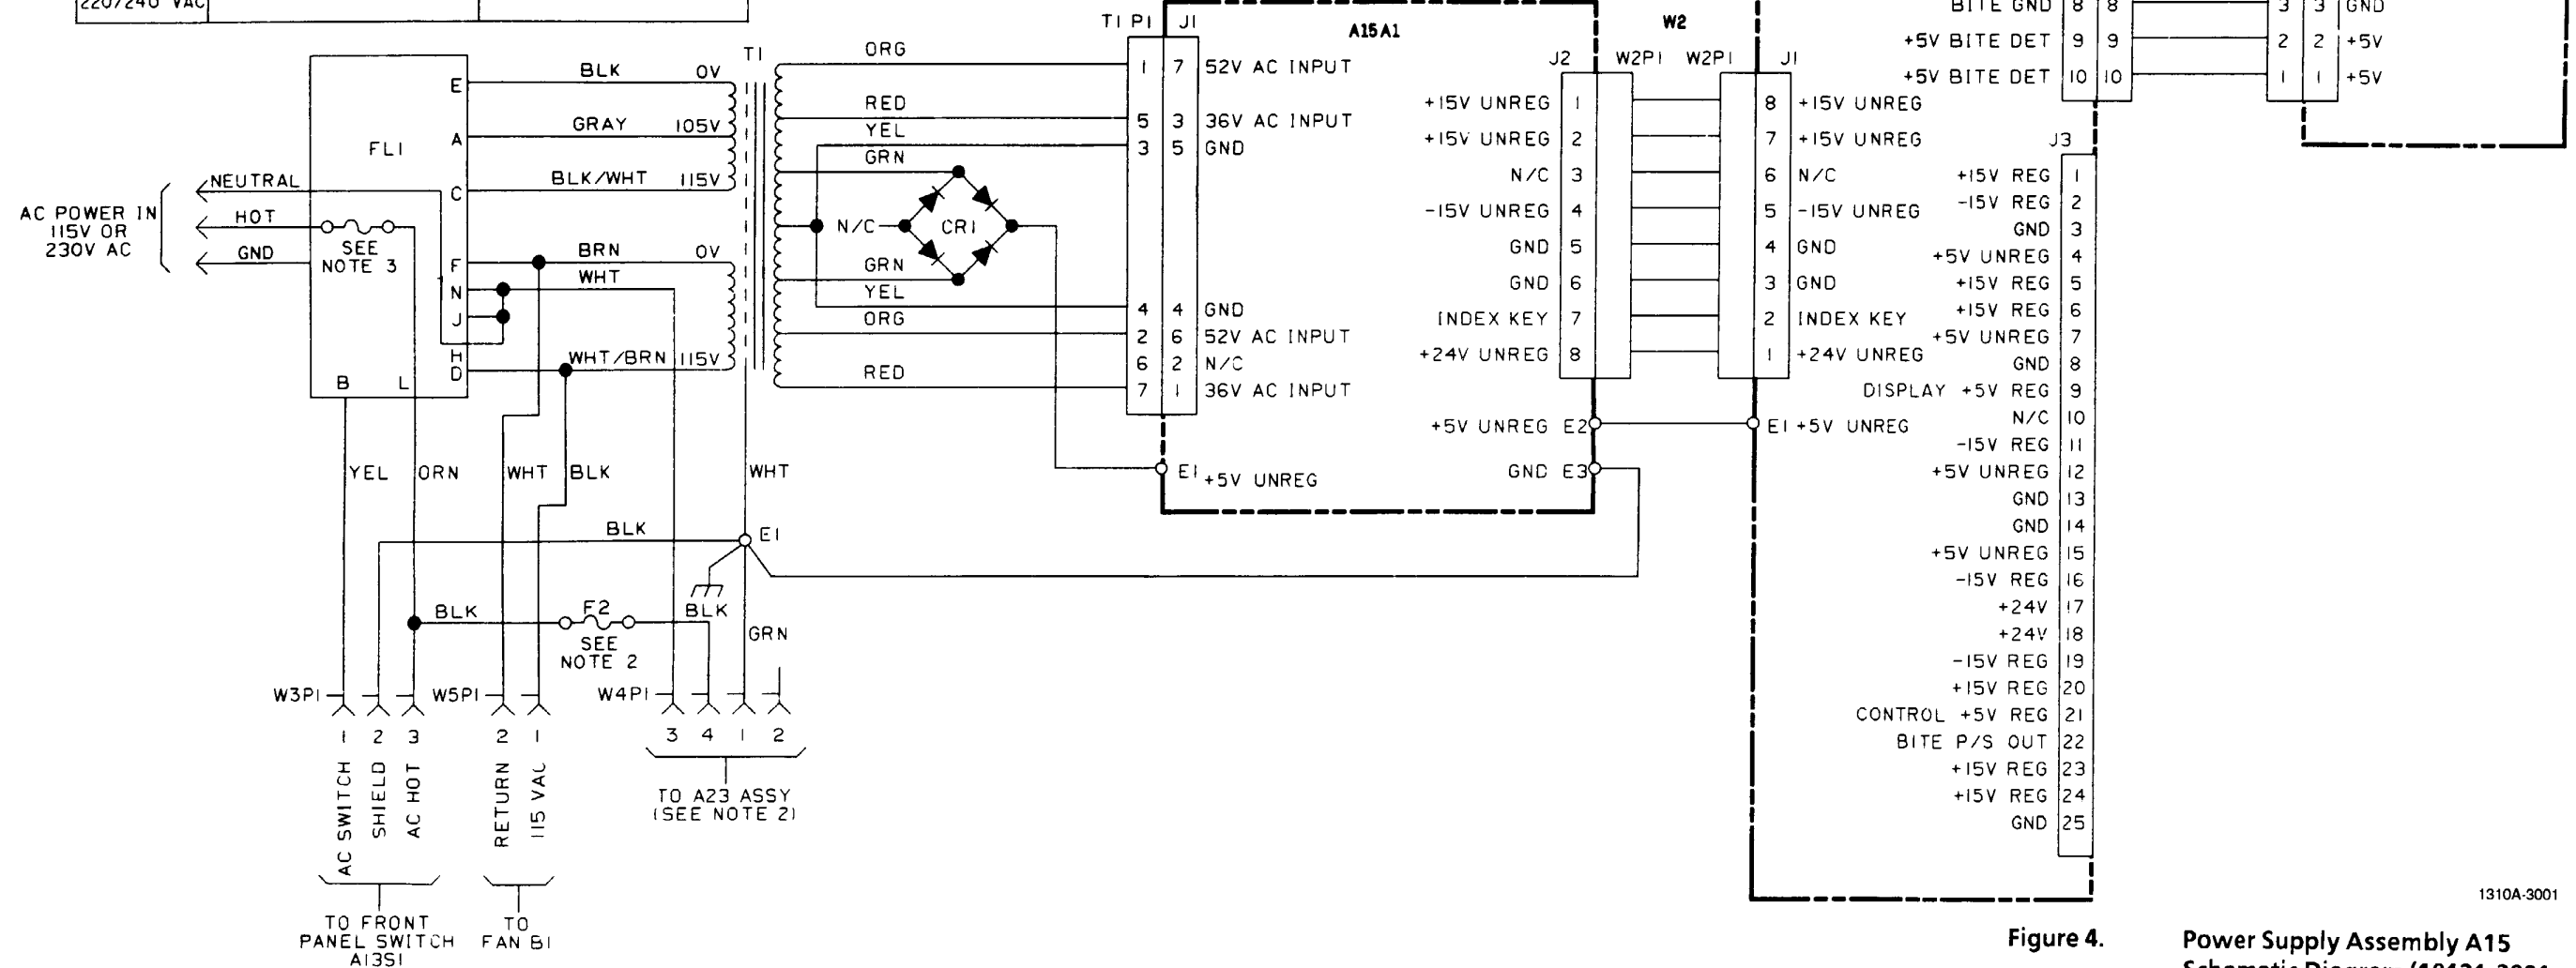 220/240 VAC
FL1
E
A
C
F
N
J
H
D
B
L
AC POWER IN
115V OR
230V AC
NEUTRAL
HOT
GND
SEE
NOTE 3
BLK 0V
GRAY 105V
BLK/WHT 115V
BRN 0V
WHT
WHT/BRN 115V
T1
ORG
RED
YEL
GRN
N/C
CR1
GRN
YEL
ORG
RED
T1 P1 J1
1 7 52V AC INPUT
5 3 36V AC INPUT
3 5 GND
4 4 GND
2 6 52V AC INPUT
6 2 N/C
7 1 36V AC INPUT
E1 +5V UNREG
A15A1
J2
+15V UNREG 1
+15V UNREG 2
N/C 3
-15V UNREG 4
GND 5
GND 6
INDEX KEY 7
+24V UNREG 8
+5V UNREG E2
GND E3
W2
W2P1 W2P1
J1
8 +15V UNREG
7 +15V UNREG
6 N/C
5 -15V UNREG
4 GND
3 GND
2 INDEX KEY
1 +24V UNREG
E1 +5V UNREG
BITE GND 8 8 3 3 GND
+5V BITE DET 9 9 2 2 +5V
+5V BITE DET 10 10 1 1 +5V
J3
+15V REG 1
-15V REG 2
GND 3
+5V UNREG 4
+15V REG 5
+15V REG 6
+5V UNREG 7
GND 8
DISPLAY +5V REG 9
N/C 10
-15V REG 11
+5V UNREG 12
GND 13
GND 14
+5V UNREG 15
-15V REG 16
+24V 17
+24V 18
-15V REG 19
+15V REG 20
CONTROL +5V REG 21
BITE P/S OUT 22
+15V REG 23
+15V REG 24
GND 25
YEL
ORN
WHT
BLK
WHT
BLK
E1
BLK
F2
SEE
NOTE 2
BLK
GRN
W3P1
W5P1
W4P1
1 2 3
2 1
3 4 1 2
AC SWITCH
SHIELD
AC HOT
RETURN
115 VAC
TO A23 ASSY
(SEE NOTE 2)
TO FRONT
PANEL SWITCH
A13S1
TO
FAN B1
1310A-3001
Figure 4. Power Supply Assembly A15
Schematic Diagram